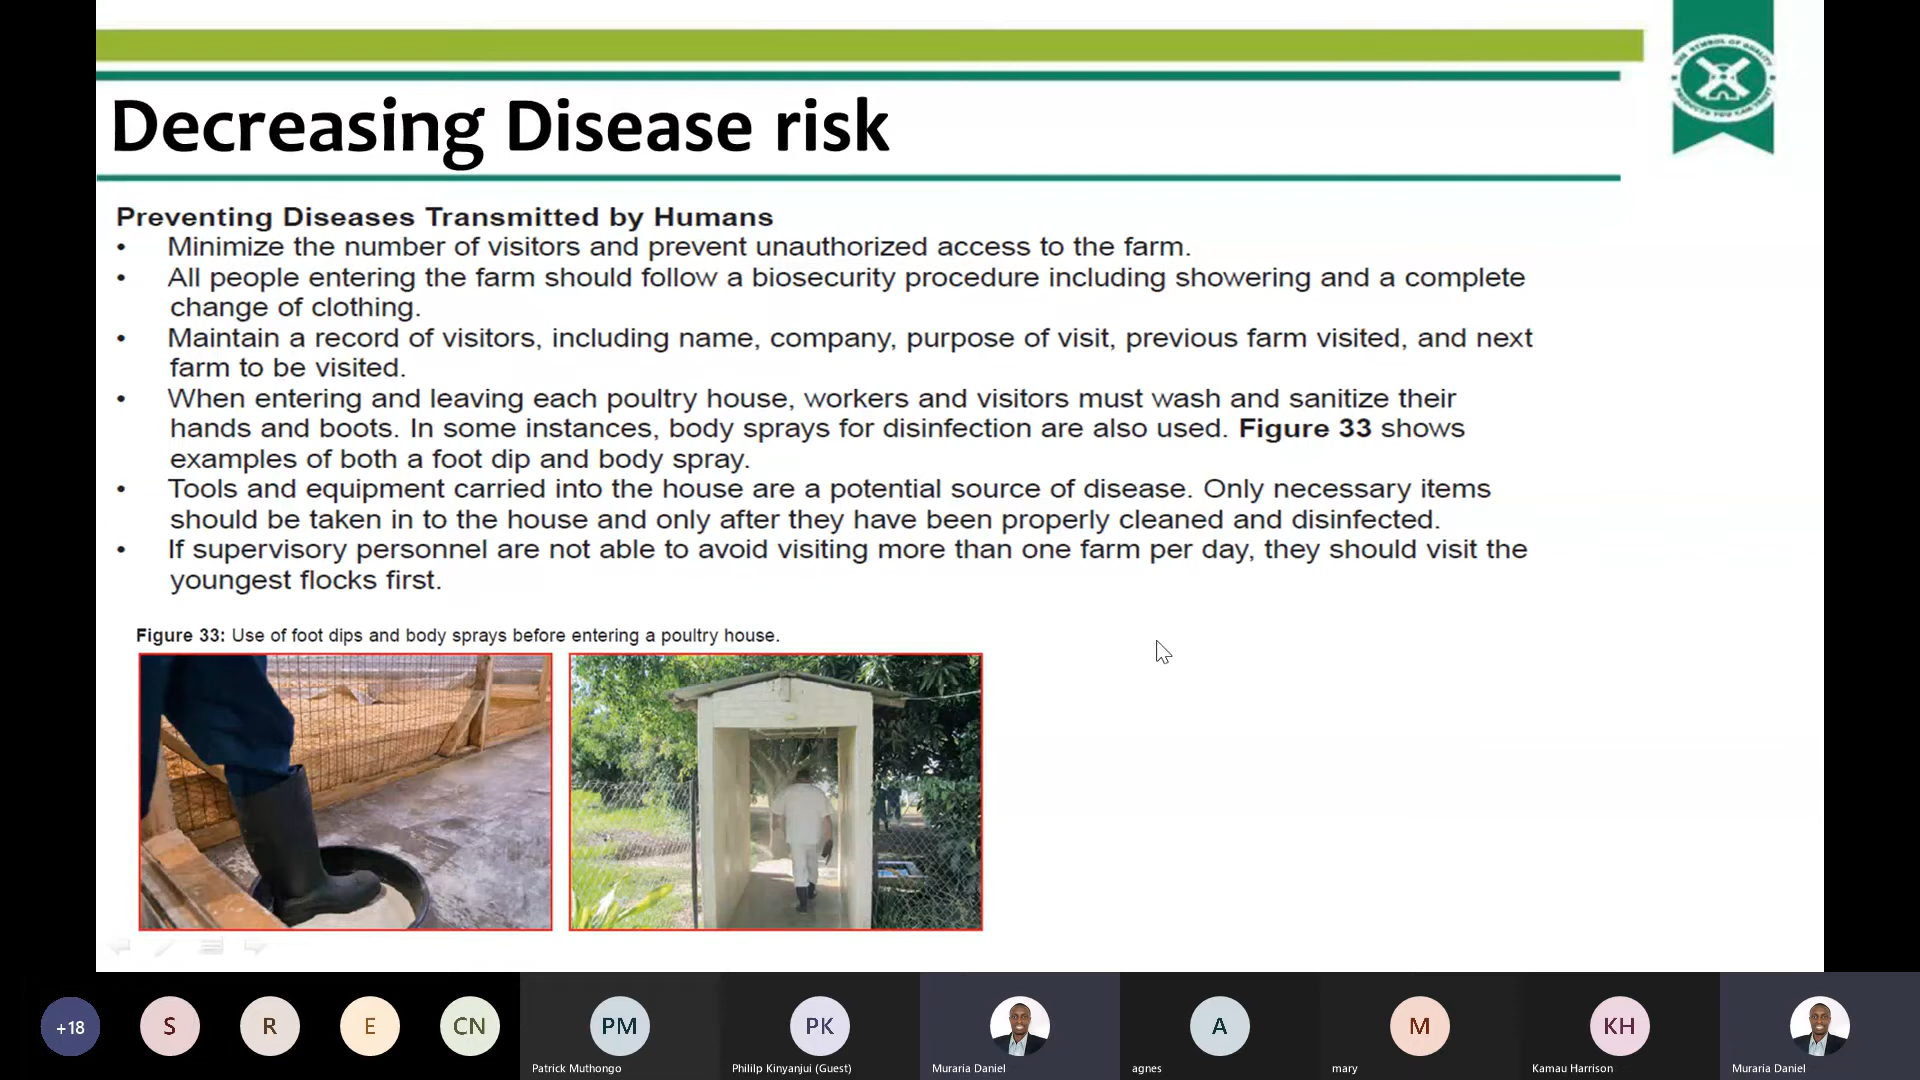 THE SYMBOL OF QUALITY
PRODUCTS YOU CAN TRUST
Decreasing Disease risk
Preventing Diseases Transmitted by Humans
• Minimize the number of visitors and prevent unauthorized access to the farm.
• All people entering the farm should follow a biosecurity procedure including showering and a complete
change of clothing.
• Maintain a record of visitors, including name, company, purpose of visit, previous farm visited, and next
farm to be visited.
• When entering and leaving each poultry house, workers and visitors must wash and sanitize their
hands and boots. In some instances, body sprays for disinfection are also used. Figure 33 shows
examples of both a foot dip and body spray.
• Tools and equipment carried into the house are a potential source of disease. Only necessary items
should be taken in to the house and only after they have been properly cleaned and disinfected.
• If supervisory personnel are not able to avoid visiting more than one farm per day, they should visit the
youngest flocks first.
Figure 33: Use of foot dips and body sprays before entering a poultry house.
+18 S R E CN PM PK A M KH
Patrick Muthongo Phililp Kinyanjui (Guest) Muraria Daniel agnes mary Kamau Harrison Muraria Daniel